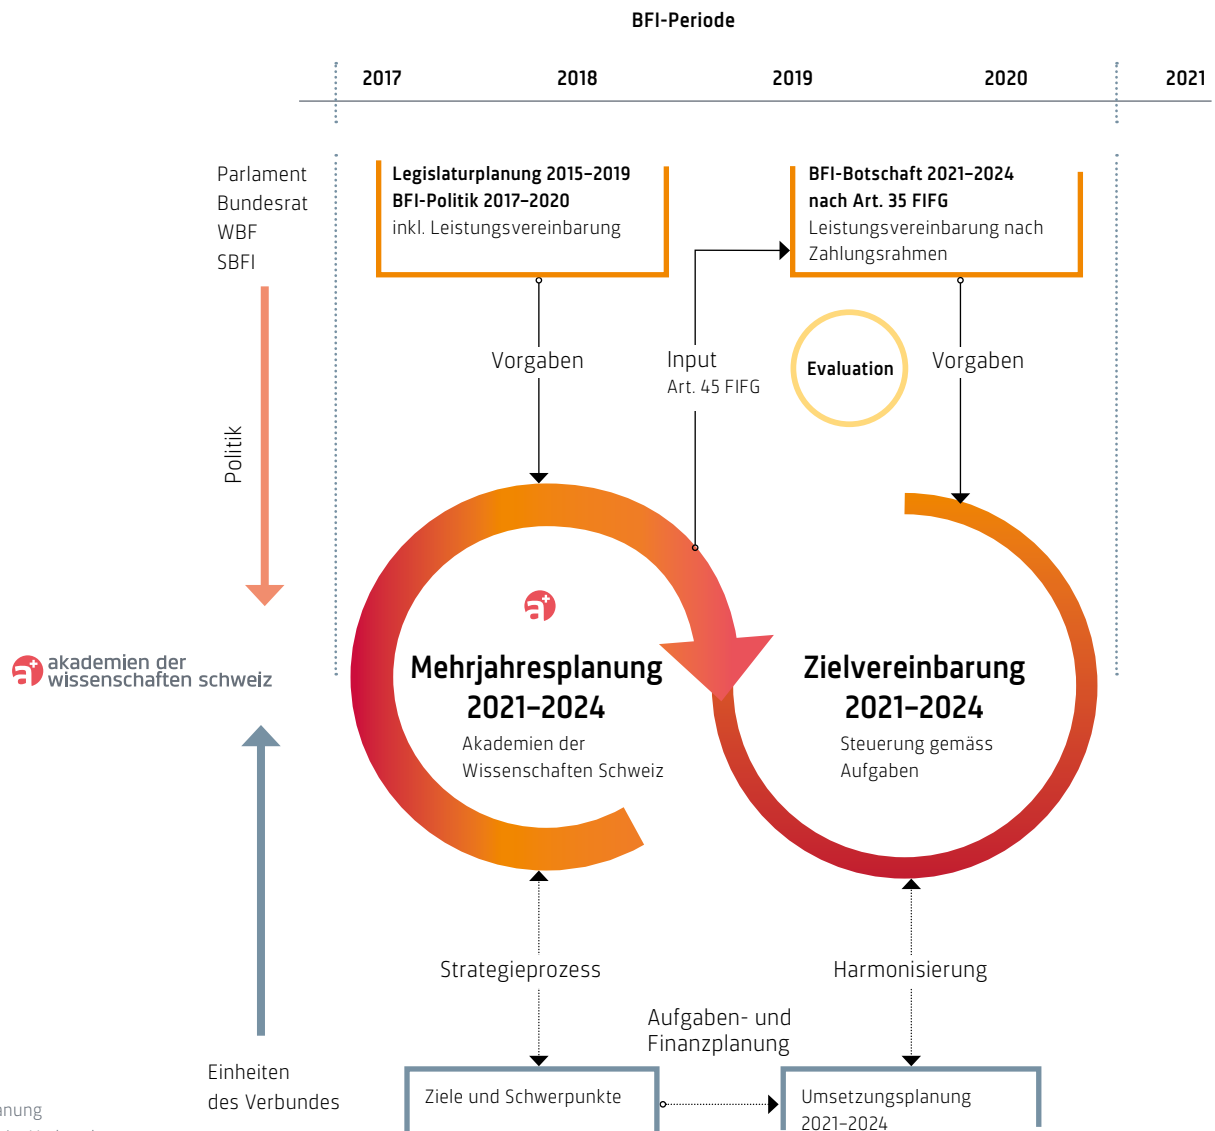 BFI-Periode
2017 2018 2019 2020 2021
Parlament
Bundesrat
WBF
SBFI
Legislaturplanung 2015–2019
BFI-Politik 2017–2020
inkl. Leistungsvereinbarung
BFI-Botschaft 2021–2024
nach Art. 35 FIFG
Leistungsvereinbarung nach
Zahlungsrahmen
Vorgaben
Input
Art. 45 FIFG
Evaluation
Vorgaben
Politik
a+
a+ akademien der
wissenschaften schweiz
Mehrjahresplanung
2021–2024
Akademien der
Wissenschaften Schweiz
Zielvereinbarung
2021–2024
Steuerung gemäss
Aufgaben
Strategieprozess
Harmonisierung
Aufgaben- und
Finanzplanung
Einheiten
des Verbundes
Ziele und Schwerpunkte
Umsetzungsplanung
2021–2024